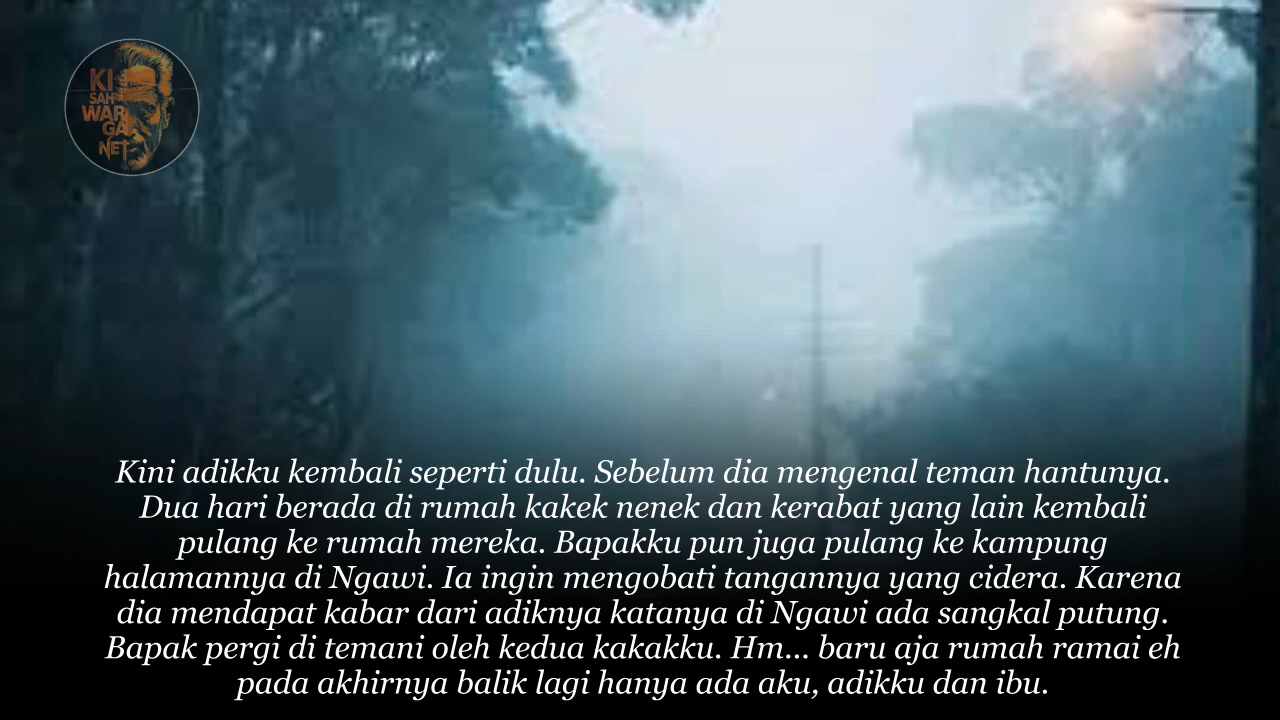 KI
SAH
WAR
GA
NET
Kini adikku kembali seperti dulu. Sebelum dia mengenal teman hantunya.
Dua hari berada di rumah kakek nenek dan kerabat yang lain kembali
pulang ke rumah mereka. Bapakku pun juga pulang ke kampung
halamannya di Ngawi. Ia ingin mengobati tangannya yang cidera. Karena
dia mendapat kabar dari adiknya katanya di Ngawi ada sangkal putung.
Bapak pergi di temani oleh kedua kakakku. Hm... baru aja rumah ramai eh
pada akhirnya balik lagi hanya ada aku, adikku dan ibu.